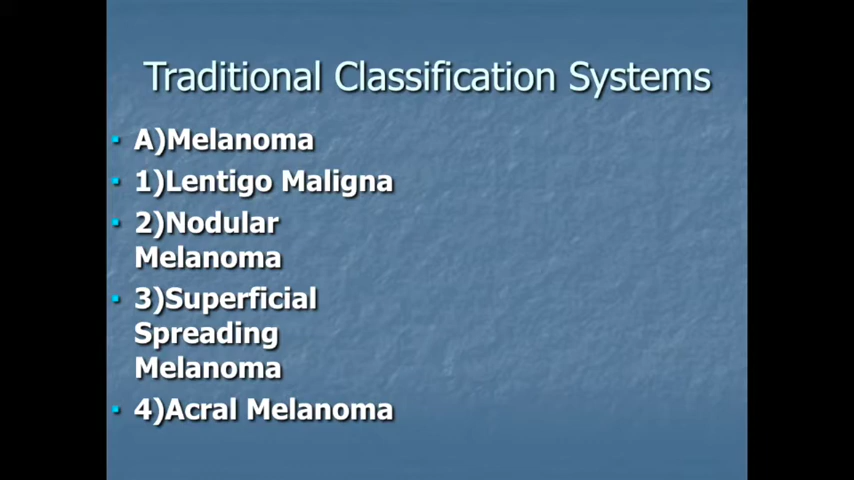 Traditional Classification Systems
A)Melanoma
1)Lentigo Maligna
2)Nodular
Melanoma
3)Superficial
Spreading
Melanoma
4)Acral Melanoma